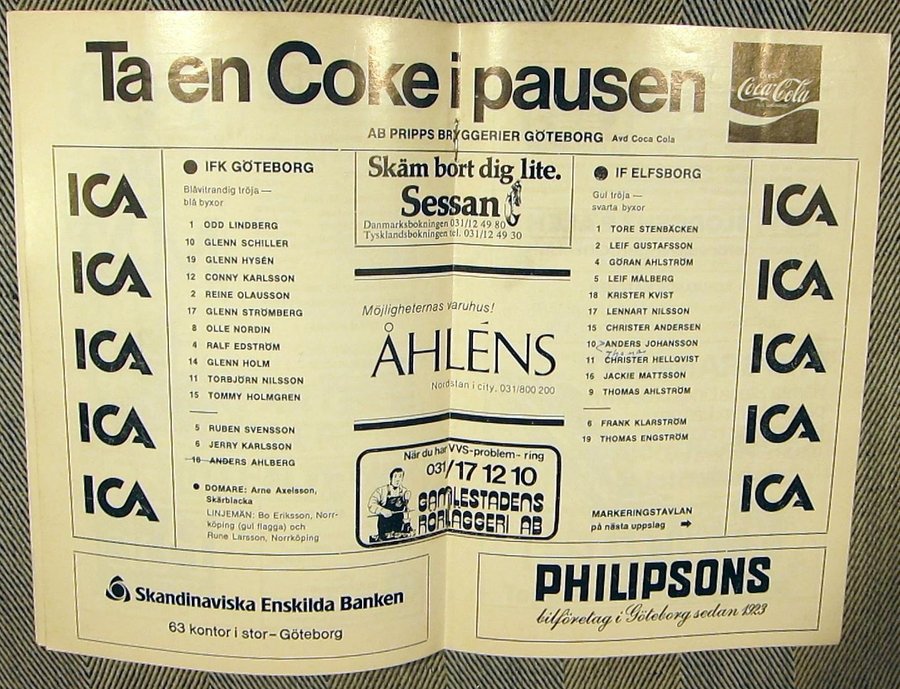 Ta en Coke i pausen
Drick
Coca-Cola
AB PRIPPS BRYGGERIER GÖTEBORG Avd Coca Cola
ICA
ICA
ICA
ICA
ICA
IFK GÖTEBORG
Blåvitrandig tröja —
blå byxor
1 ODD LINDBERG
10 GLENN SCHILLER
19 GLENN HYSÉN
12 CONNY KARLSSON
2 REINE OLAUSSON
17 GLENN STRÖMBERG
8 OLLE NORDIN
4 RALF EDSTRÖM
14 GLENN HOLM
11 TORBJÖRN NILSSON
15 TOMMY HOLMGREN
5 RUBEN SVENSSON
6 JERRY KARLSSON
16 ANDERS AHLBERG
DOMARE: Arne Axelsson,
Skärblacka
LINJEMÄN: Bo Eriksson, Norr-
köping (gul flagga) och
Rune Larsson, Norrköping
Skäm bort dig lite.
Sessan
Danmarksbokningen 031/12 49 80
Tysklandsbokningen tel. 031/12 49 30
Möjligheternas varuhus!
ÅHLÉNS
Nordstan i city. 031/800 200
När du har VVS-problem - ring
031/17 12 10
GAMLESTADENS
RÖRLÄGGERI AB
IF ELFSBORG
Gul tröja —
svarta byxor
1 TORE STENBÄCKEN
2 LEIF GUSTAFSSON
4 GÖRAN AHLSTRÖM
5 LEIF MÅLBERG
18 KRISTER KVIST
17 LENNART NILSSON
15 CHRISTER ANDERSEN
10 ANDERS JOHANSSON
11 CHRISTER HELLQVIST
16 JACKIE MATTSSON
9 THOMAS AHLSTRÖM
6 FRANK KLARSTRÖM
19 THOMAS ENGSTRÖM
MARKERINGSTAVLAN
på nästa uppslag
ICA
ICA
ICA
ICA
ICA
Skandinaviska Enskilda Banken
63 kontor i stor-Göteborg
PHILIPSONS
bilföretag i Göteborg sedan 1923